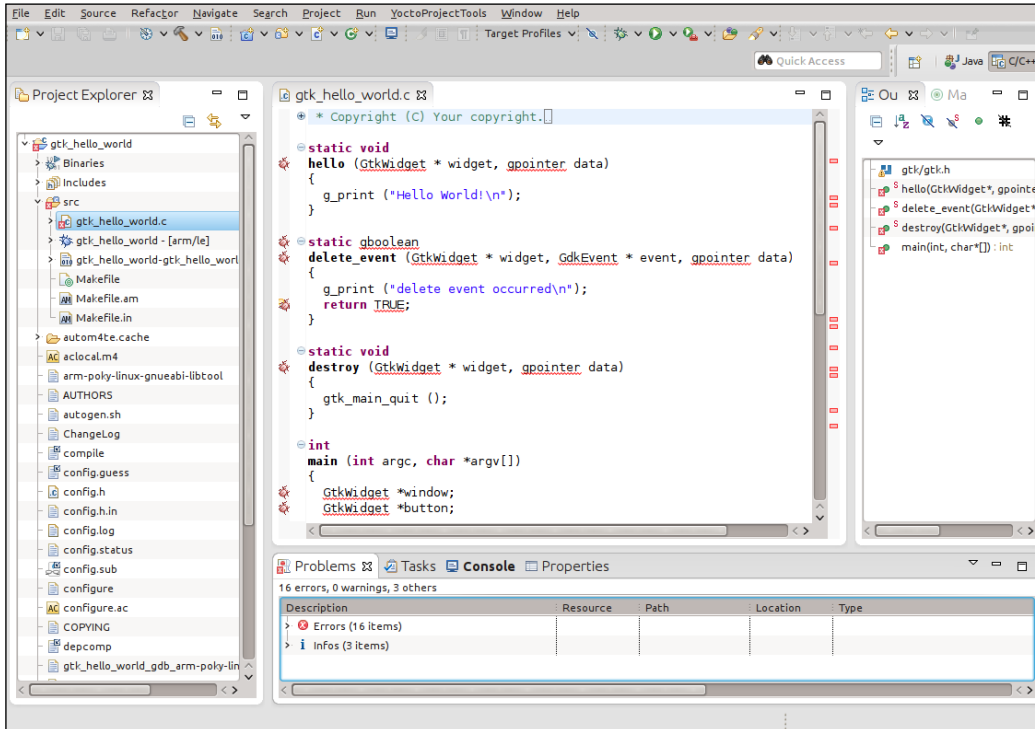 File Edit Source Refactor Navigate Search Project Run YoctoProjectTools Window Help
Target Profiles
Quick Access
Java C/C++
Project Explorer
gtk_hello_world
Binaries
Includes
src
gtk_hello_world.c
gtk_hello_world - [arm/le]
gtk_hello_world-gtk_hello_worl
Makefile
Makefile.am
Makefile.in
autom4te.cache
aclocal.m4
arm-poky-linux-gnueabi-libtool
AUTHORS
autogen.sh
ChangeLog
compile
config.guess
config.h
config.h.in
config.log
config.status
config.sub
configure
configure.ac
COPYING
depcomp
gtk_hello_world_gdb_arm-poky-lin
gtk_hello_world.c
* Copyright (C) Your copyright.
static void
hello (GtkWidget * widget, gpointer data)
{
g_print ("Hello World!\n");
}
static gboolean
delete_event (GtkWidget * widget, GdkEvent * event, gpointer data)
{
g_print ("delete event occurred\n");
return TRUE;
}
static void
destroy (GtkWidget * widget, gpointer data)
{
gtk_main_quit ();
}
int
main (int argc, char *argv[])
{
GtkWidget *window;
GtkWidget *button;
Ou Ma
gtk/gtk.h
hello(GtkWidget*, gpointe
delete_event(GtkWidget*
destroy(GtkWidget*, gpoi
main(int, char*[]) : int
Problems Tasks Console Properties
16 errors, 0 warnings, 3 others
Description Resource Path Location Type
Errors (16 items)
Infos (3 items)